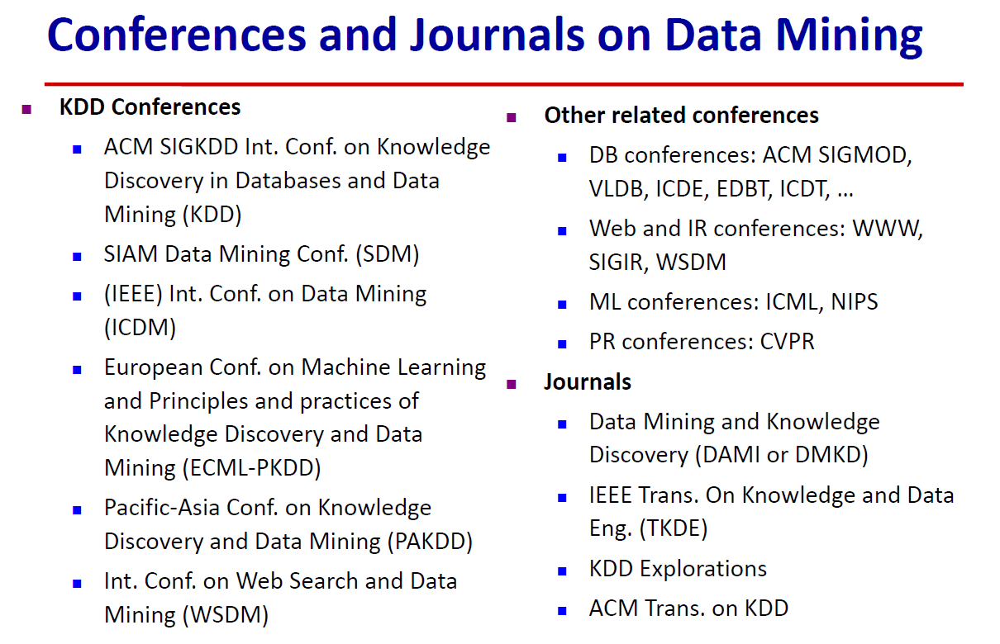 Conferences and Journals on Data Mining
KDD Conferences
ACM SIGKDD Int. Conf. on Knowledge
Discovery in Databases and Data
Mining (KDD)
SIAM Data Mining Conf. (SDM)
(IEEE) Int. Conf. on Data Mining
(ICDM)
European Conf. on Machine Learning
and Principles and practices of
Knowledge Discovery and Data
Mining (ECML-PKDD)
Pacific-Asia Conf. on Knowledge
Discovery and Data Mining (PAKDD)
Int. Conf. on Web Search and Data
Mining (WSDM)
Other related conferences
DB conferences: ACM SIGMOD,
VLDB, ICDE, EDBT, ICDT, ...
Web and IR conferences: WWW,
SIGIR, WSDM
ML conferences: ICML, NIPS
PR conferences: CVPR
Journals
Data Mining and Knowledge
Discovery (DAMI or DMKD)
IEEE Trans. On Knowledge and Data
Eng. (TKDE)
KDD Explorations
ACM Trans. on KDD